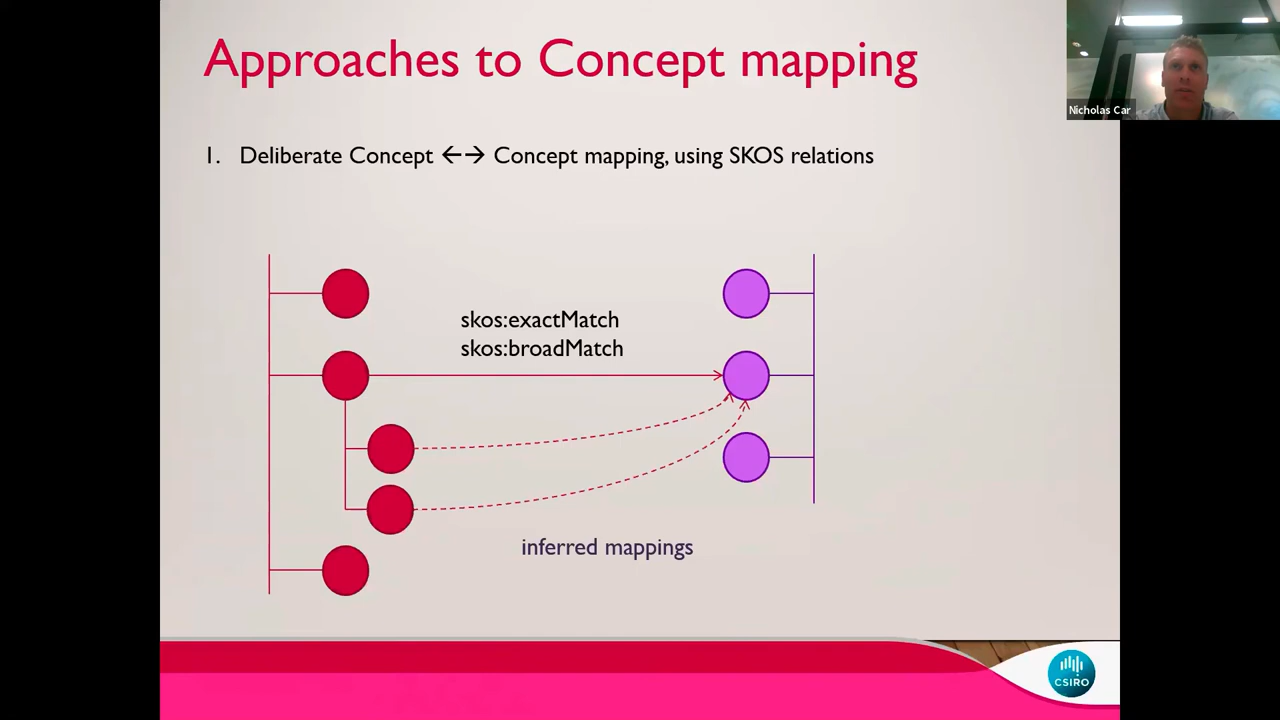 Approaches to Concept mapping
Nicholas Car
1. Deliberate Concept ←→ Concept mapping, using SKOS relations
skos:exactMatch
skos:broadMatch
inferred mappings
CSIRO